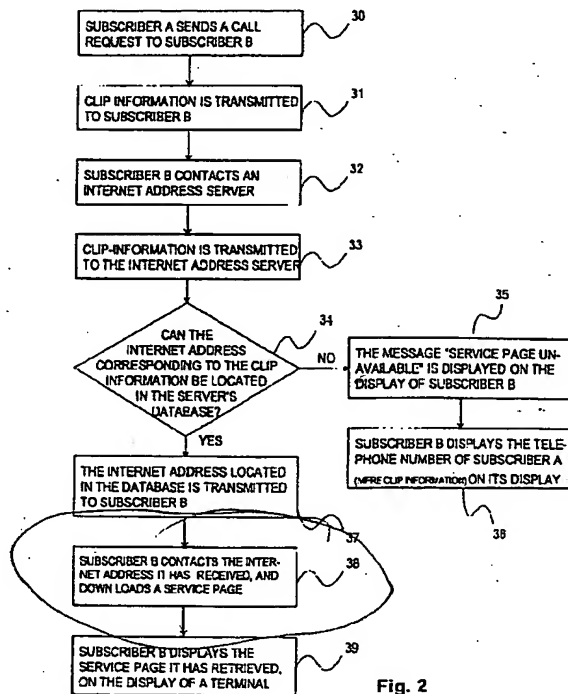 SUBSCRIBER A SENDS A CALL
REQUEST TO SUBSCRIBER B
30
CLIP INFORMATION IS TRANSMITTED
TO SUBSCRIBER B
31
SUBSCRIBER B CONTACTS AN
INTERNET ADDRESS SERVER
32
CLIP-INFORMATION IS TRANSMITTED
TO THE INTERNET ADDRESS SERVER
33
CAN THE
INTERNET ADDRESS
CORRESPONDING TO THE CLIP
INFORMATION BE LOCATED
IN THE SERVER'S
DATABASE?
34
NO
35
THE MESSAGE "SERVICE PAGE UN-
AVAILABLE" IS DISPLAYED ON THE
DISPLAY OF SUBSCRIBER B
SUBSCRIBER B DISPLAYS THE TELE-
PHONE NUMBER OF SUBSCRIBER A
(MERE CLIP INFORMATION) ON ITS DISPLAY
36
YES
THE INTERNET ADDRESS LOCATED
IN THE DATABASE IS TRANSMITTED
TO SUBSCRIBER B
37
SUBSCRIBER B CONTACTS THE INTER-
NET ADDRESS IT HAS RECEIVED, AND
DOWN LOADS A SERVICE PAGE
38
SUBSCRIBER B DISPLAYS THE
SERVICE PAGE IT HAS RETRIEVED,
ON THE DISPLAY OF A TERMINAL
39
Fig. 2